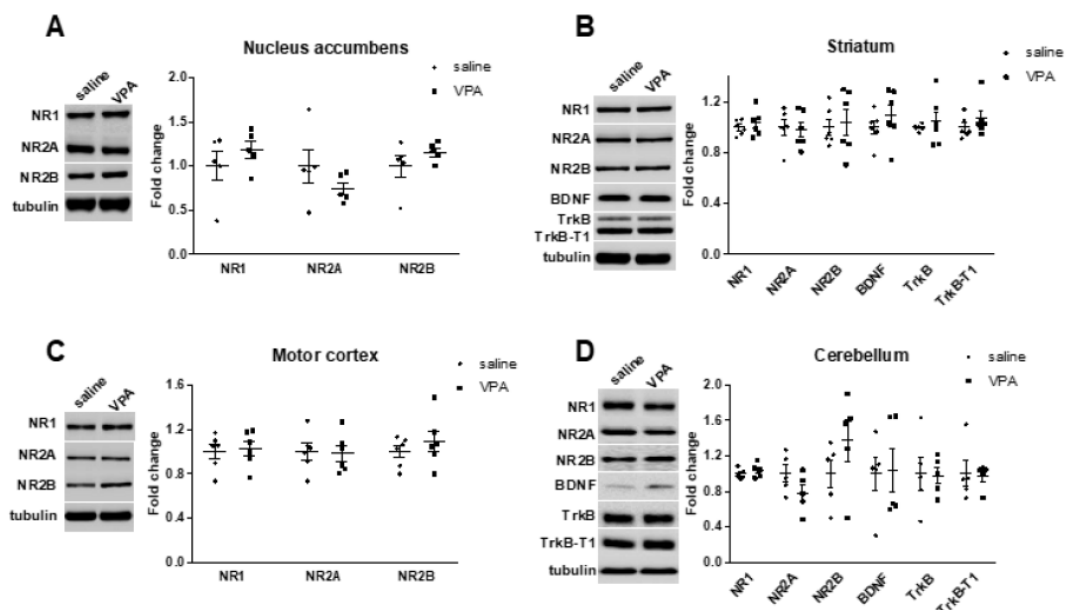 A
Nucleus accumbens
saline
VPA
saline
VPA
NR1
NR2A
NR2B
tubulin
Fold change
2.0
1.5
1.0
0.5
0.0
NR1 NR2A NR2B
B
Striatum
saline
VPA
saline
VPA
NR1
NR2A
NR2B
BDNF
TrkB
TrkB-T1
tubulin
Fold change
1.2
0.8
0.4
0.0
NR1 NR2A NR2B BDNF TrkB TrkB-T1
C
Motor cortex
saline
VPA
saline
VPA
NR1
NR2A
NR2B
tubulin
Fold change
1.6
1.2
0.8
0.4
0.0
NR1 NR2A NR2B
D
Cerebellum
saline
VPA
saline
VPA
NR1
NR2A
NR2B
BDNF
TrkB
TrkB-T1
tubulin
Fold change
2.0
1.6
1.2
0.8
0.4
0.0
NR1 NR2A NR2B BDNF TrkB TrkB-T1